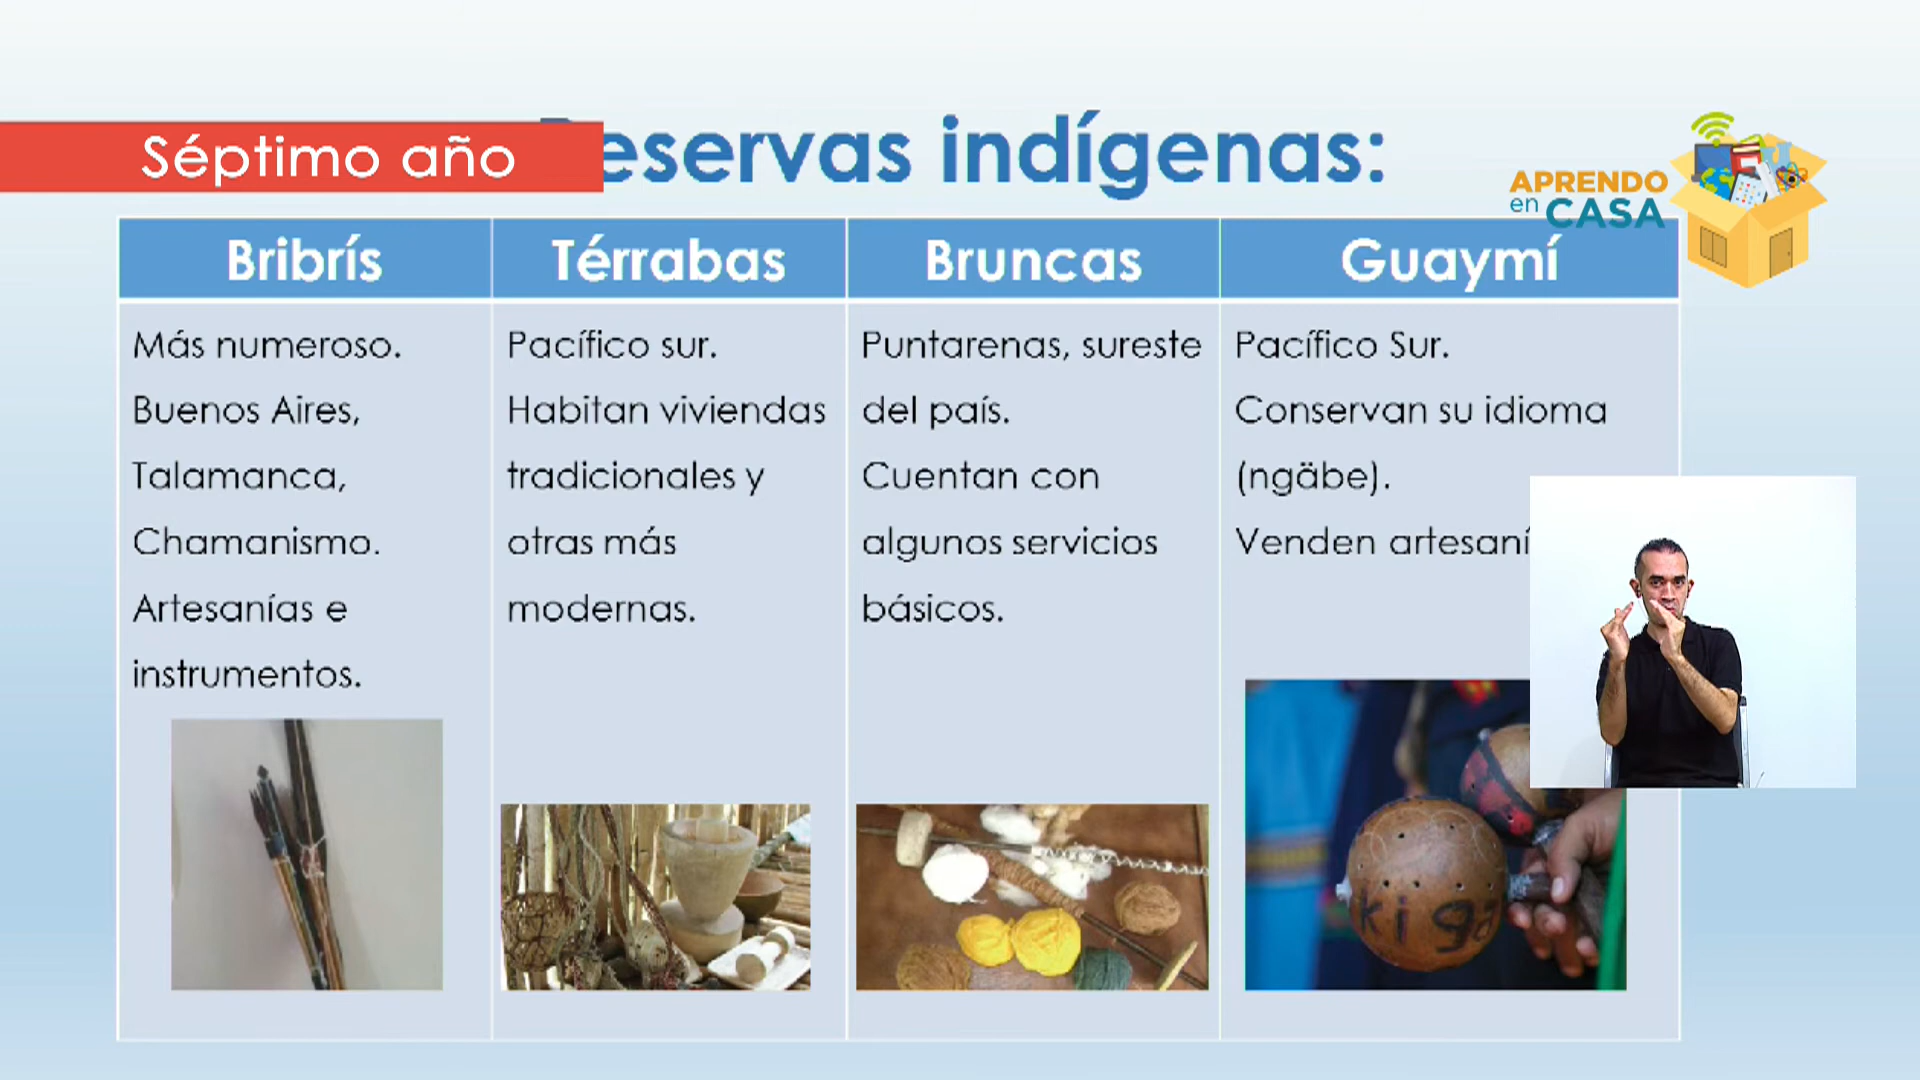 Séptimo año
eservas indígenas:
APRENDO
en CASA
Bribrís
Térrabas
Bruncas
Guaymí
Más numeroso.
Buenos Aires,
Talamanca,
Chamanismo.
Artesanías e
instrumentos.
Pacífico sur.
Habitan viviendas
tradicionales y
otras más
modernas.
Puntarenas, sureste
del país.
Cuentan con
algunos servicios
básicos.
Pacífico Sur.
Conservan su idioma
(ngäbe).
Venden artesaní
ki ga